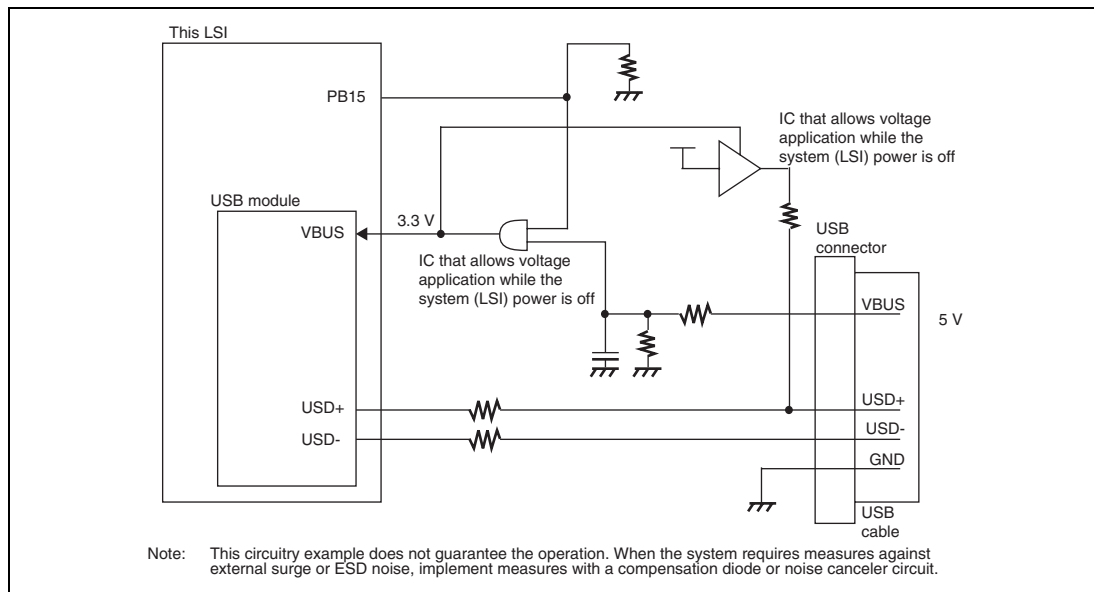 This LSI
PB15
IC that allows voltage
application while the
system (LSI) power is off
USB module
VBUS
3.3 V
IC that allows voltage
application while the
system (LSI) power is off
USB
connector
VBUS
5 V
USD+
USD+
USD-
USD-
GND
USB
cable
Note: This circuitry example does not guarantee the operation. When the system requires measures against
external surge or ESD noise, implement measures with a compensation diode or noise canceler circuit.